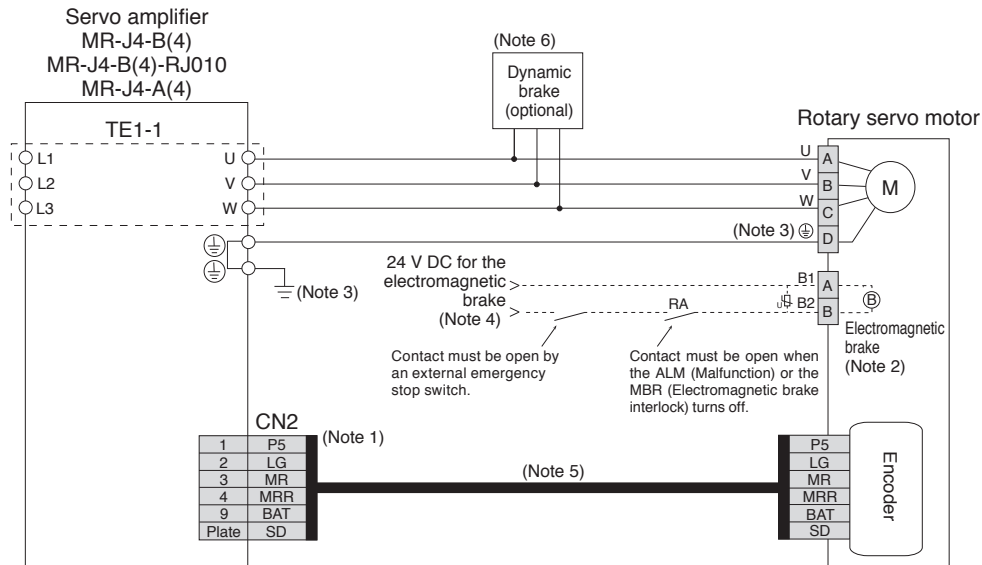 Servo amplifier
MR-J4-B(4)
MR-J4-B(4)-RJ010
MR-J4-A(4)
TE1-1
L1
L2
L3
U
V
W
(Note 3)
(Note 6)
Dynamic
brake
(optional)
Rotary servo motor
U
V
W
(Note 3)
A
B
C
D
M
24 V DC for the
electromagnetic
brake
(Note 4)
RA
B1
B2
U
A
B
B
Electromagnetic
brake
(Note 2)
Contact must be open by
an external emergency
stop switch.
Contact must be open when
the ALM (Malfunction) or the
MBR (Electromagnetic brake
interlock) turns off.
CN2
(Note 1)
1 P5
2 LG
3 MR
4 MRR
9 BAT
Plate SD
(Note 5)
P5
LG
MR
MRR
BAT
SD
Encoder